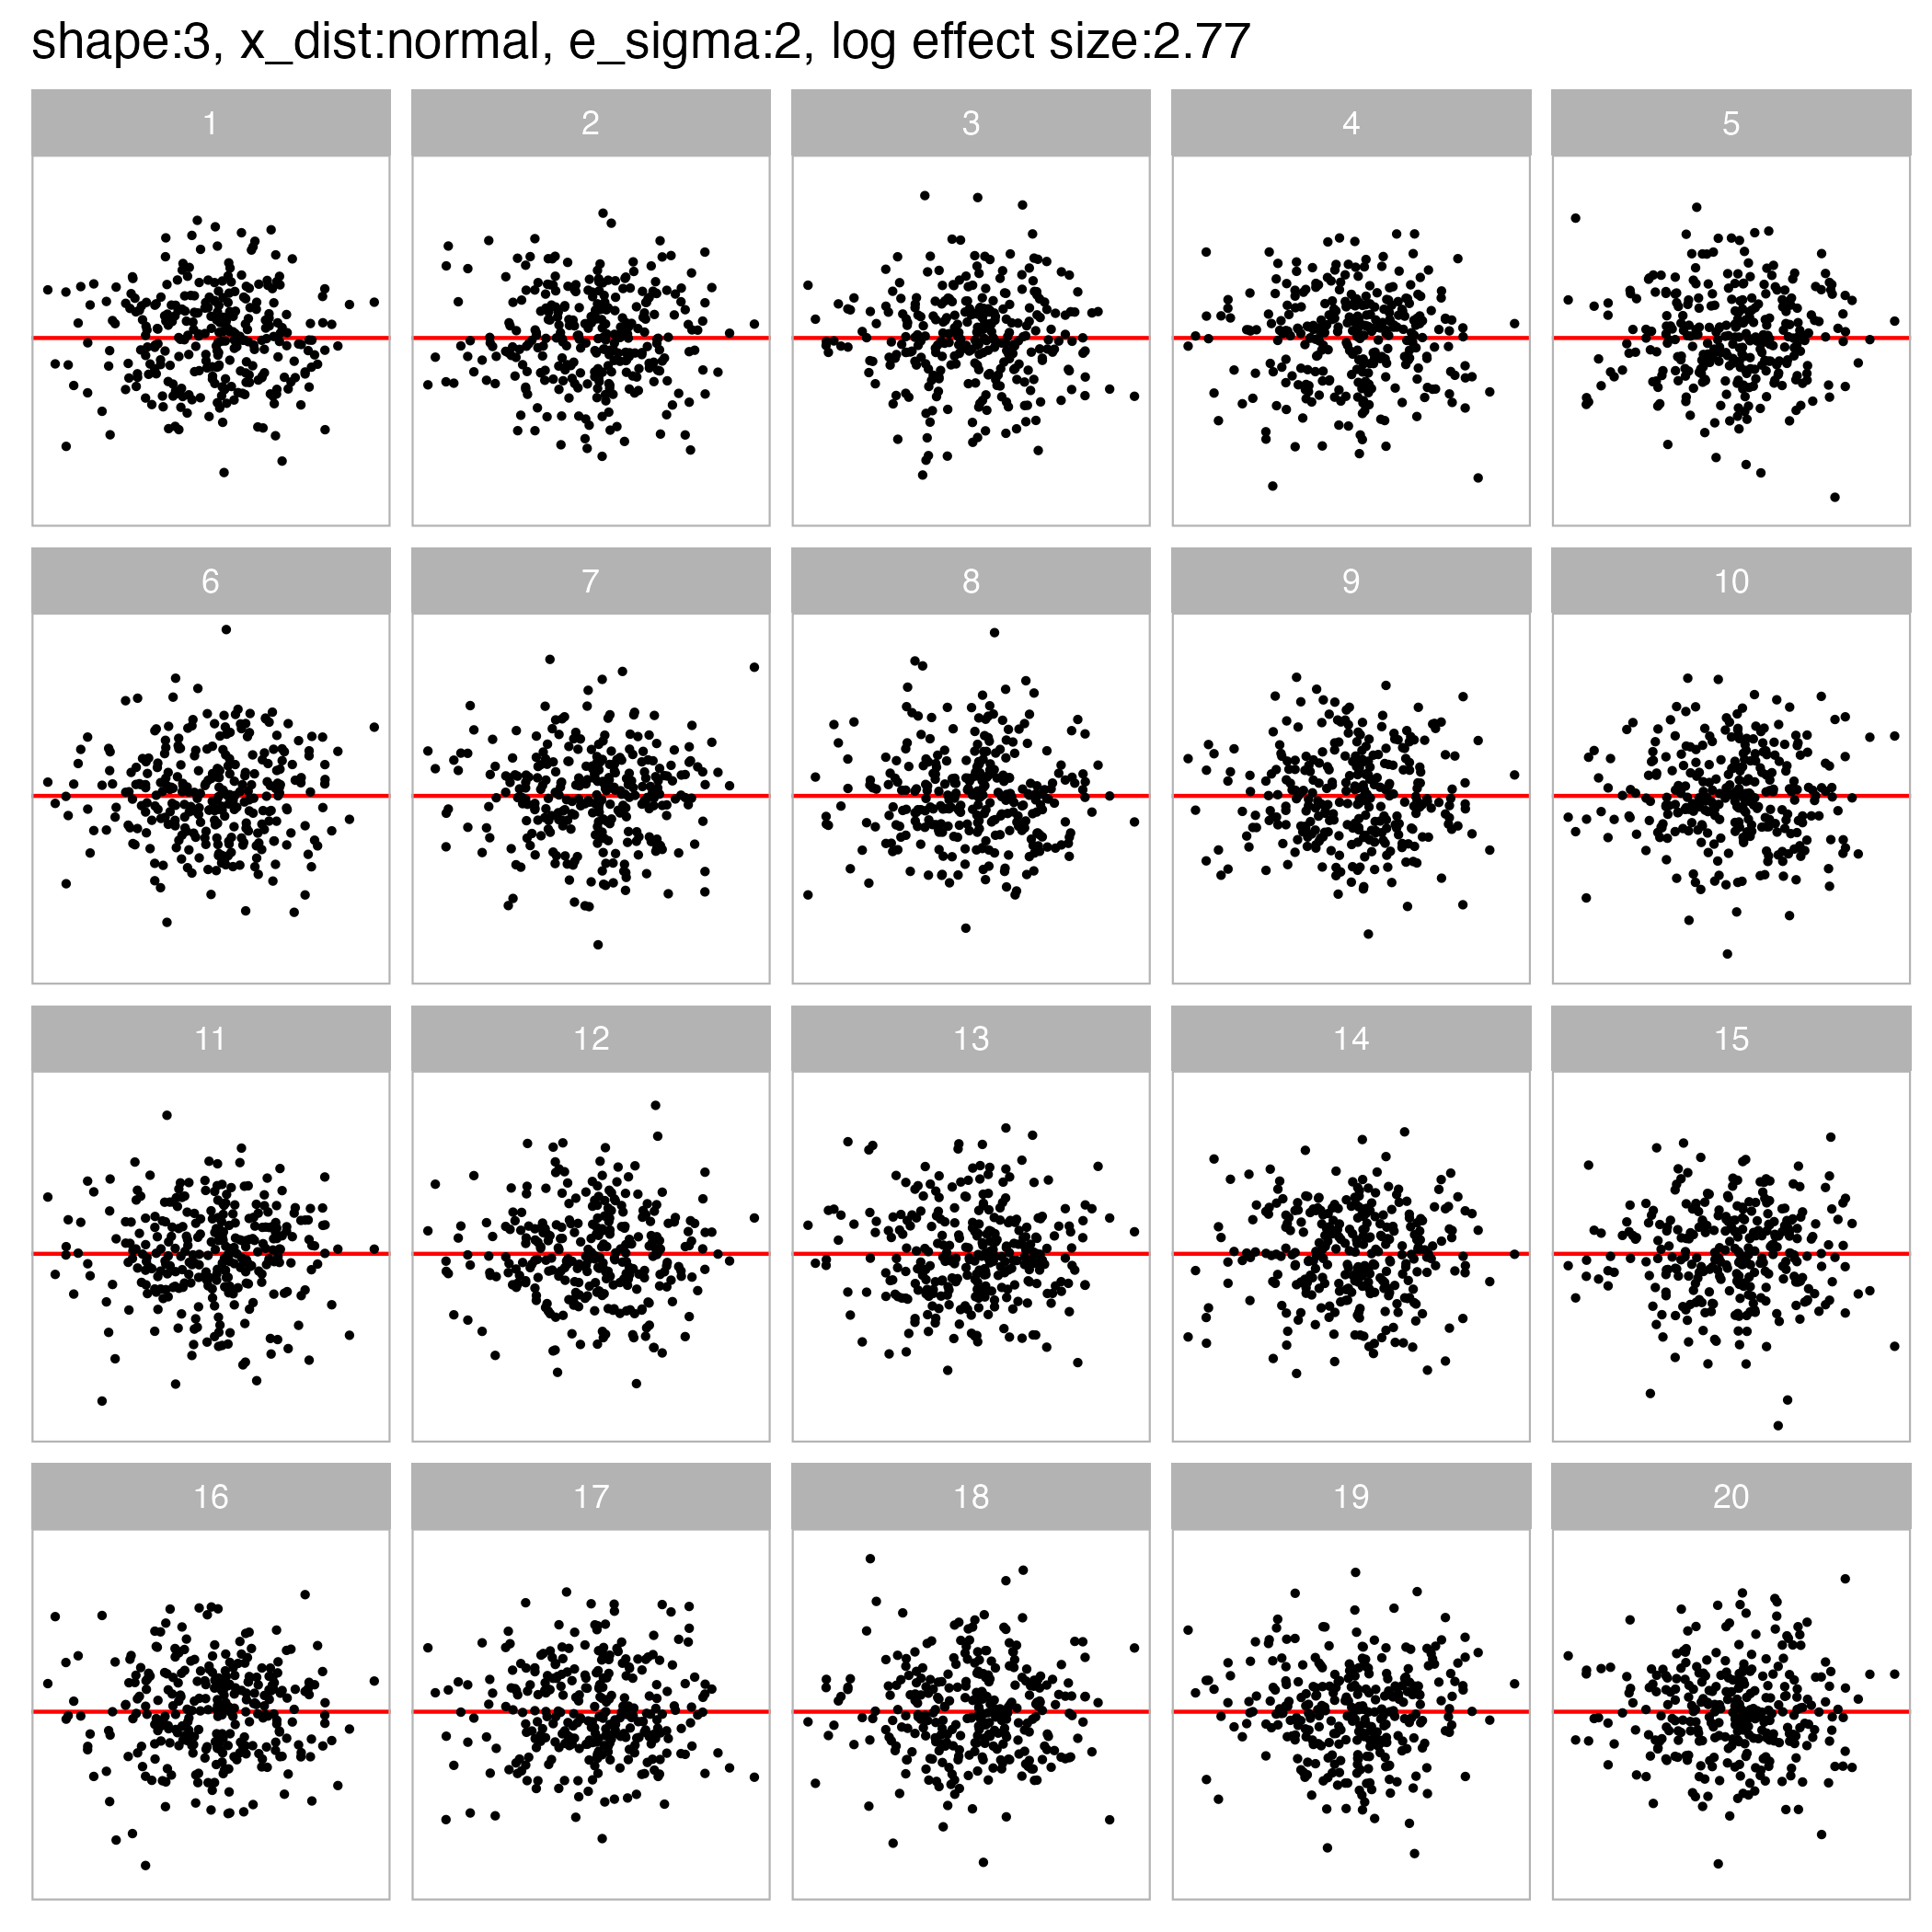 shape:3, x_dist:normal, e_sigma:2, log effect size:2.77
1 2 3 4 5
6 7 8 9 10
11 12 13 14 15
16 17 18 19 20